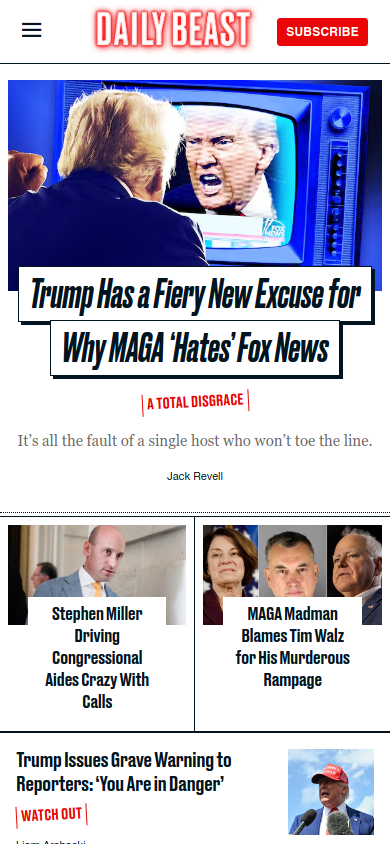 DAILY BEAST
SUBSCRIBE
FOX
NEWS
Trump Has a Fiery New Excuse for
Why MAGA ‘Hates’ Fox News
A TOTAL DISGRACE
It’s all the fault of a single host who won’t toe the line.
Jack Revell
Stephen Miller
Driving
Congressional
Aides Crazy With
Calls
MAGA Madman
Blames Tim Walz
for His Murderous
Rampage
Trump Issues Grave Warning to
Reporters: ‘You Are in Danger’
WATCH OUT